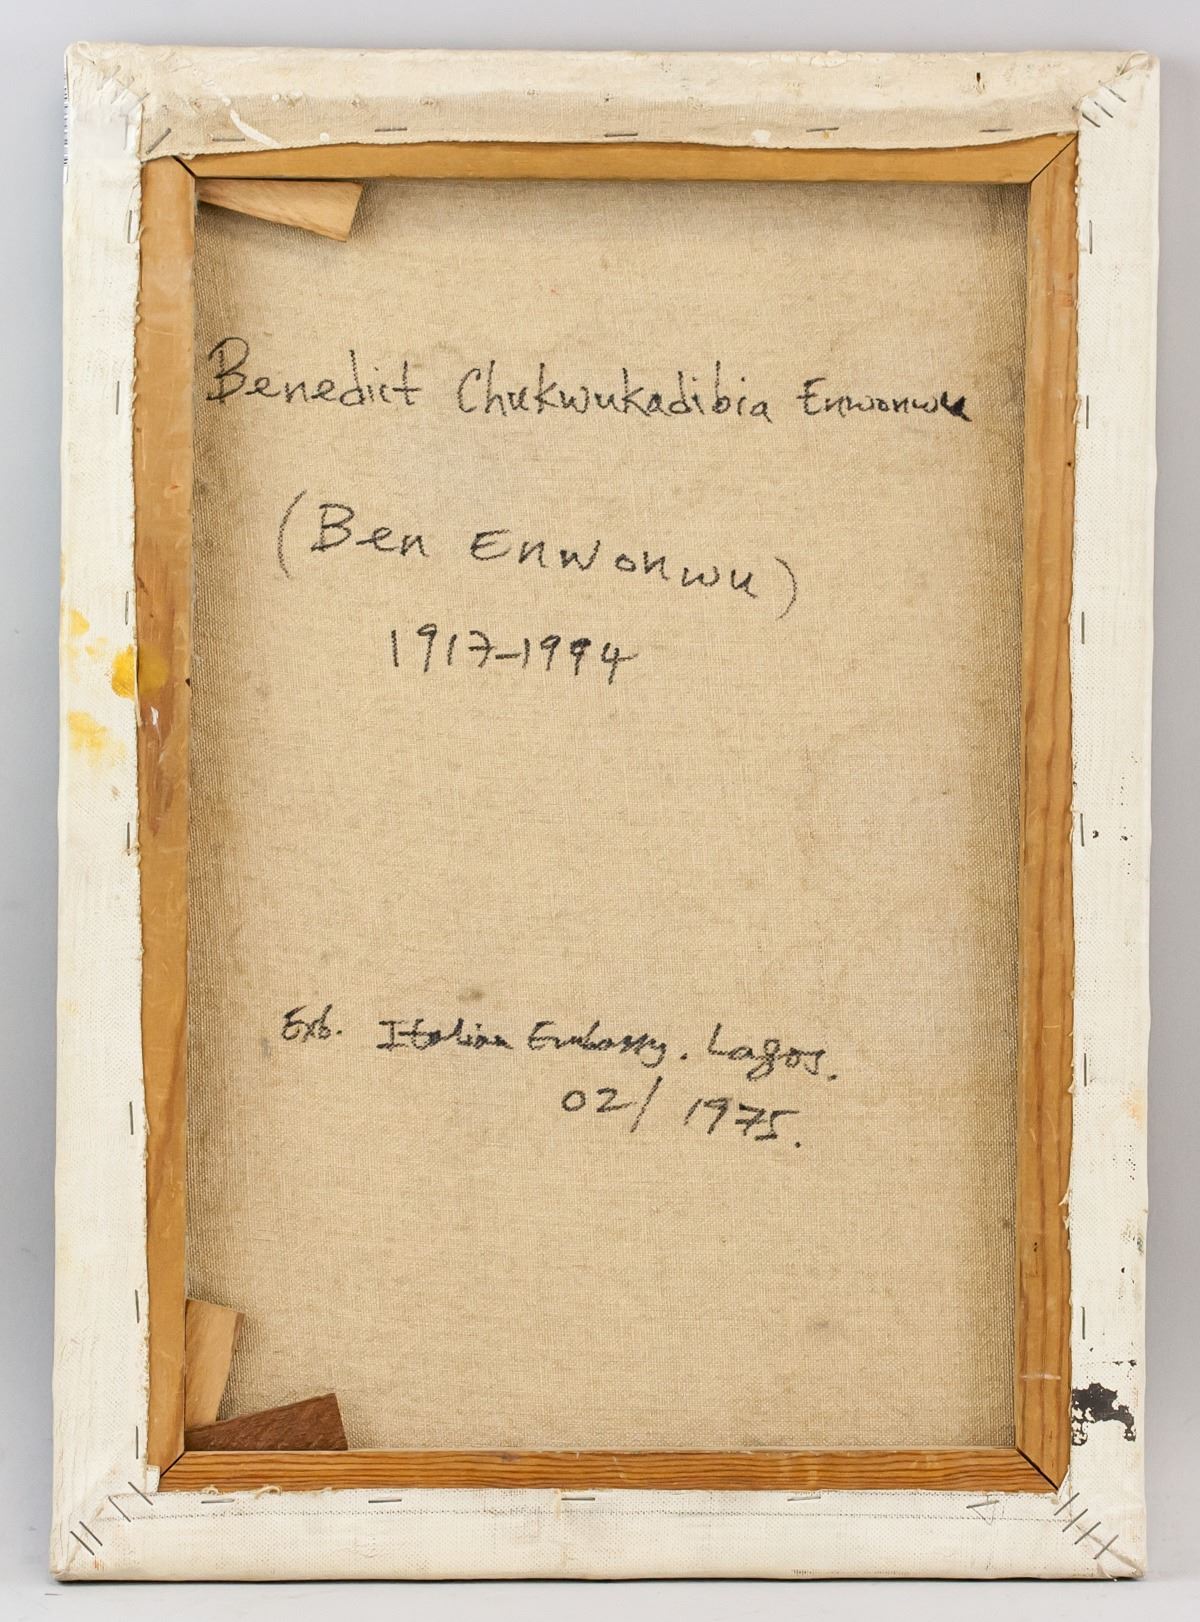 Benedict Chukwukadibia Enwonwu
(Ben Enwonwu)
1917-1994
Exb. Italian Embassy. Lagos.
02/ 1975.